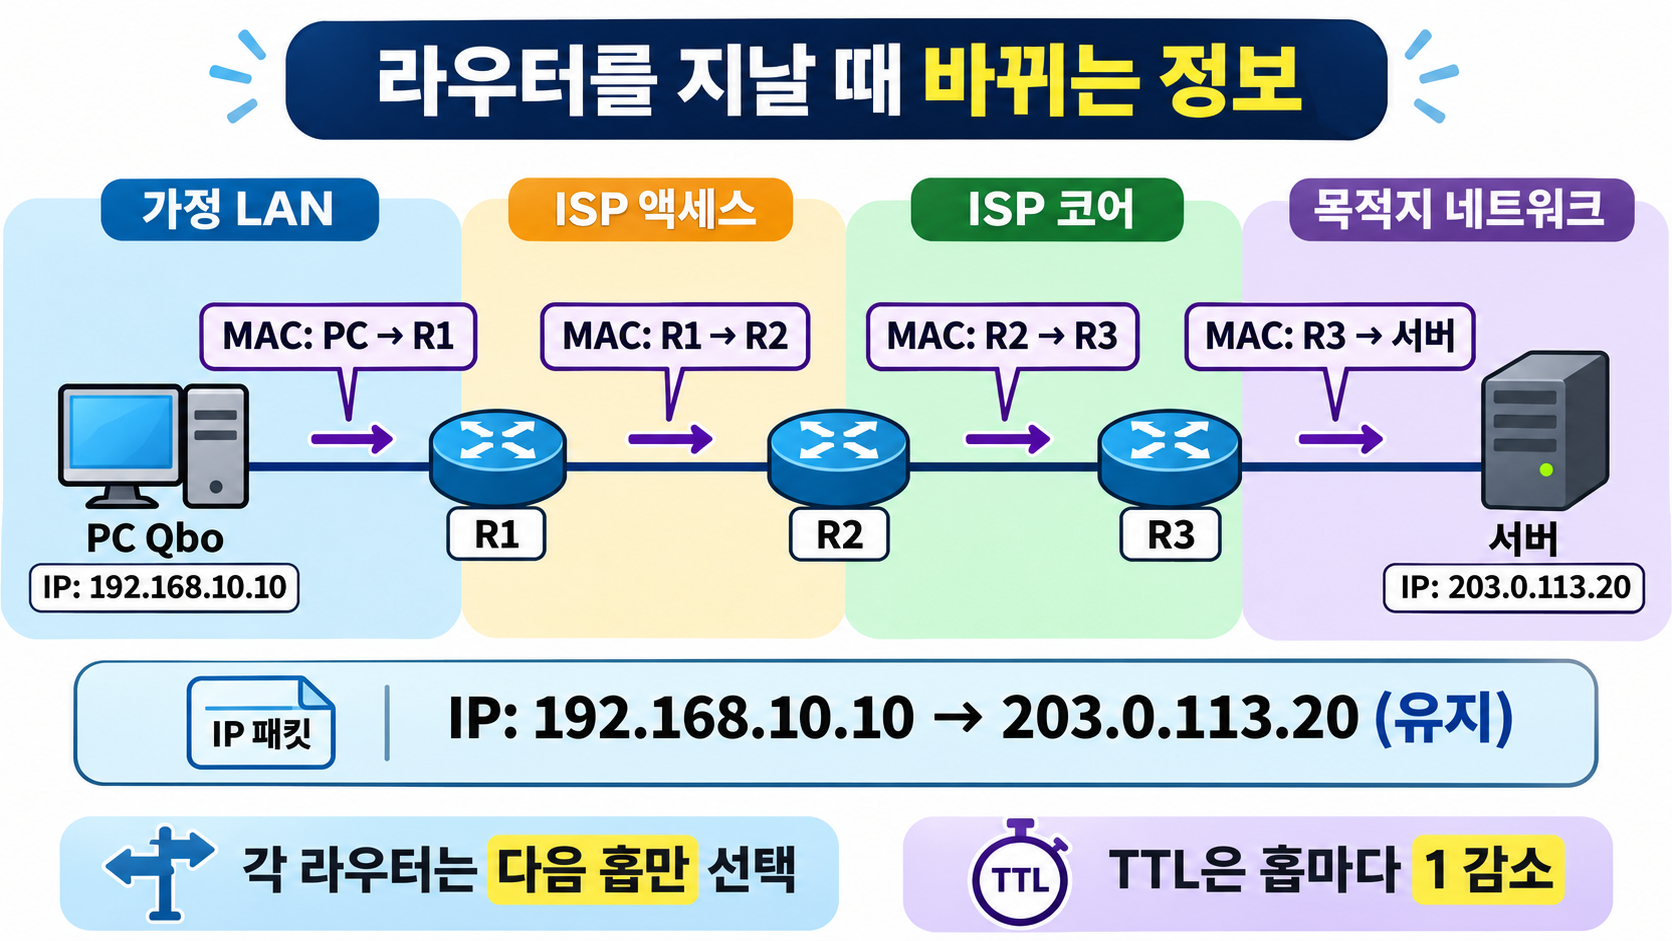 라우터를 지날 때 바뀌는 정보
가정 LAN
ISP 액세스
ISP 코어
목적지 네트워크
MAC: PC → R1
MAC: R1 → R2
MAC: R2 → R3
MAC: R3 → 서버
PC Qbo
IP: 192.168.10.10
R1
R2
R3
서버
IP: 203.0.113.20
IP 패킷
IP: 192.168.10.10 → 203.0.113.20 (유지)
각 라우터는 다음 홉만 선택
TTL
TTL은 홉마다 1 감소